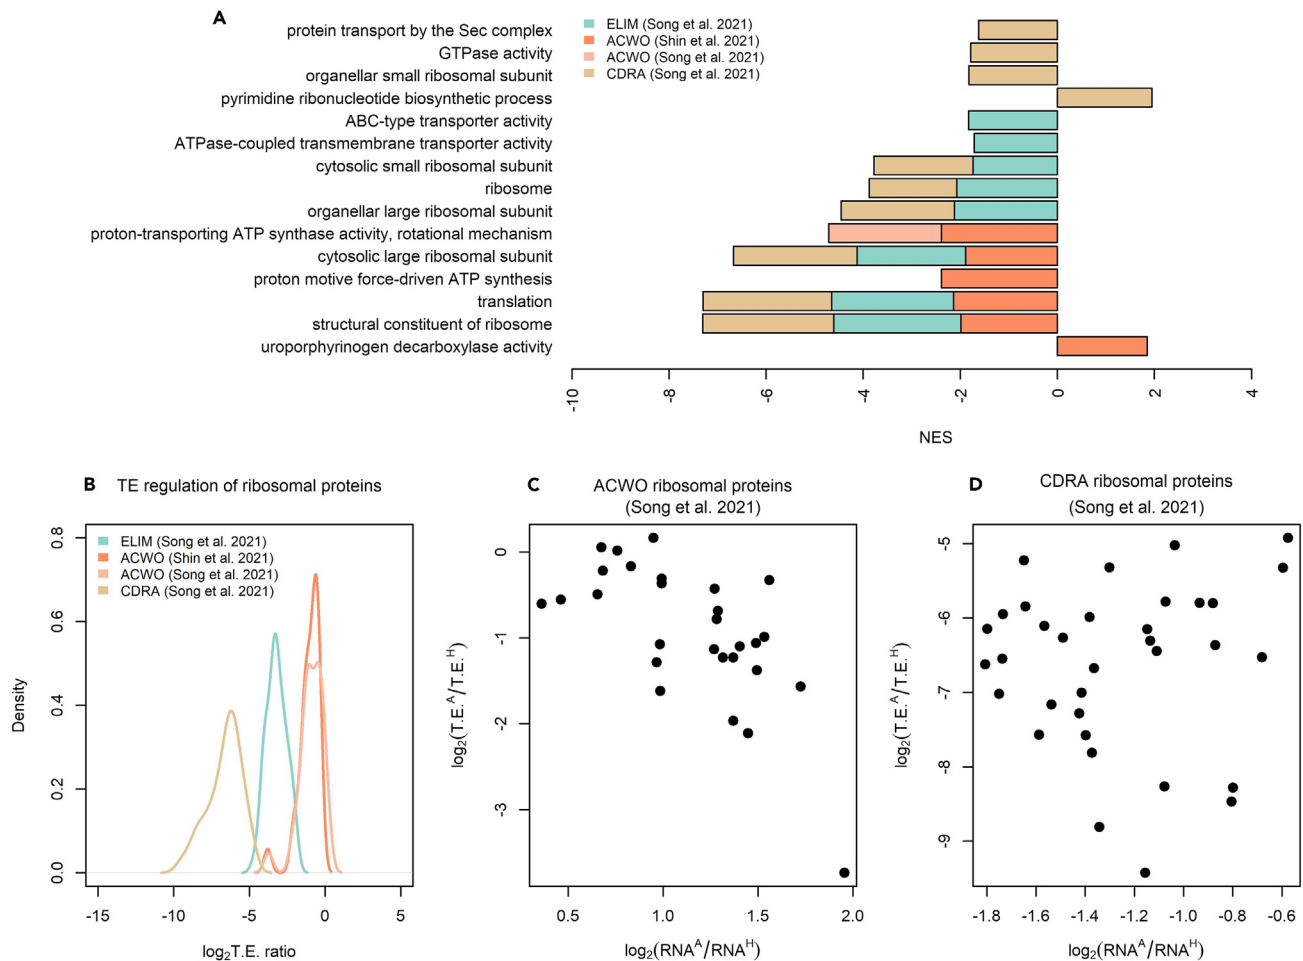 A
protein transport by the Sec complex
GTPase activity
organellar small ribosomal subunit
pyrimidine ribonucleotide biosynthetic process
ABC-type transporter activity
ATPase-coupled transmembrane transporter activity
cytosolic small ribosomal subunit
ribosome
organellar large ribosomal subunit
proton-transporting ATP synthase activity, rotational mechanism
cytosolic large ribosomal subunit
proton motive force-driven ATP synthesis
translation
structural constituent of ribosome
uroporphyrinogen decarboxylase activity
ELIM (Song et al. 2021)
ACWO (Shin et al. 2021)
ACWO (Song et al. 2021)
CDRA (Song et al. 2021)
-10 -8 -6 -4 -2 0 2 4
NES
B TE regulation of ribosomal proteins
ELIM (Song et al. 2021)
ACWO (Shin et al. 2021)
ACWO (Song et al. 2021)
CDRA (Song et al. 2021)
Density
0.8
0.6
0.4
0.2
0.0
-15 -10 -5 0 5
log₂T.E. ratio
C ACWO ribosomal proteins
(Song et al. 2021)
log₂(T.E.ᴬ/T.E.ᴴ)
0
-1
-2
-3
0.5 1.0 1.5 2.0
log₂(RNAᴬ/RNAᴴ)
D CDRA ribosomal proteins
(Song et al. 2021)
log₂(T.E.ᴬ/T.E.ᴴ)
-5
-6
-7
-8
-9
-1.8 -1.6 -1.4 -1.2 -1.0 -0.8 -0.6
log₂(RNAᴬ/RNAᴴ)